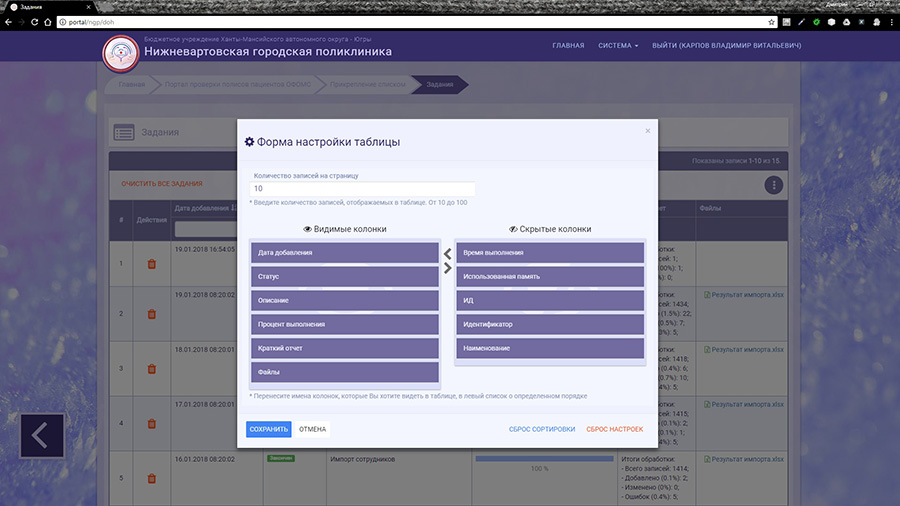 Задания
Дмитрий
portal/nqp/doh
Бюджетное учреждение Ханты-Мансийского автономного округа - Югры
Нижневартовская городская поликлиника
ГЛАВНАЯ СИСТЕМА ВЫЙТИ (КАРПОВ ВЛАДИМИР ВИТАЛЬЕВИЧ)
Главная Портал проверки полисов пациентов ОФОМС Прикрепление списком Задания
Задания
Показаны записи 1-10 из 15.
ОЧИСТИТЬ ВСЕ ЗАДАНИЯ
# Действия Дата добавления Файлы
Форма настройки таблицы
×
Количество записей на страницу
10
* Введите количество записей, отображаемых в таблице. От 10 до 100
Видимые колонки
Дата добавления
Статус
Описание
Процент выполнения
Краткий отчет
Файлы
Скрытые колонки
Время выполнения
Использованная память
ИД
Идентификатор
Наименование
* Перенесите имена колонок, которые Вы хотите видеть в таблице, в левый список о определенном порядке
СОХРАНИТЬ ОТМЕНА СБРОС СОРТИРОВКИ СБРОС НАСТРОЕК
1 19.01.2018 16:54:05
2 19.01.2018 08:20:02
Результат импорта.xlsx
3 18.01.2018 08:20:01
Результат импорта.xlsx
4 17.01.2018 08:20:01
Результат импорта.xlsx
5 16.01.2018 08:20:02 Закончено Импорт сотрудников 100 %
Итоги обработки:
- Всего записей: 1414;
- Добавлено (0.1%): 2;
- Изменено (0%): 0;
- Ошибок (0.4%): 5;
Результат импорта.xlsx